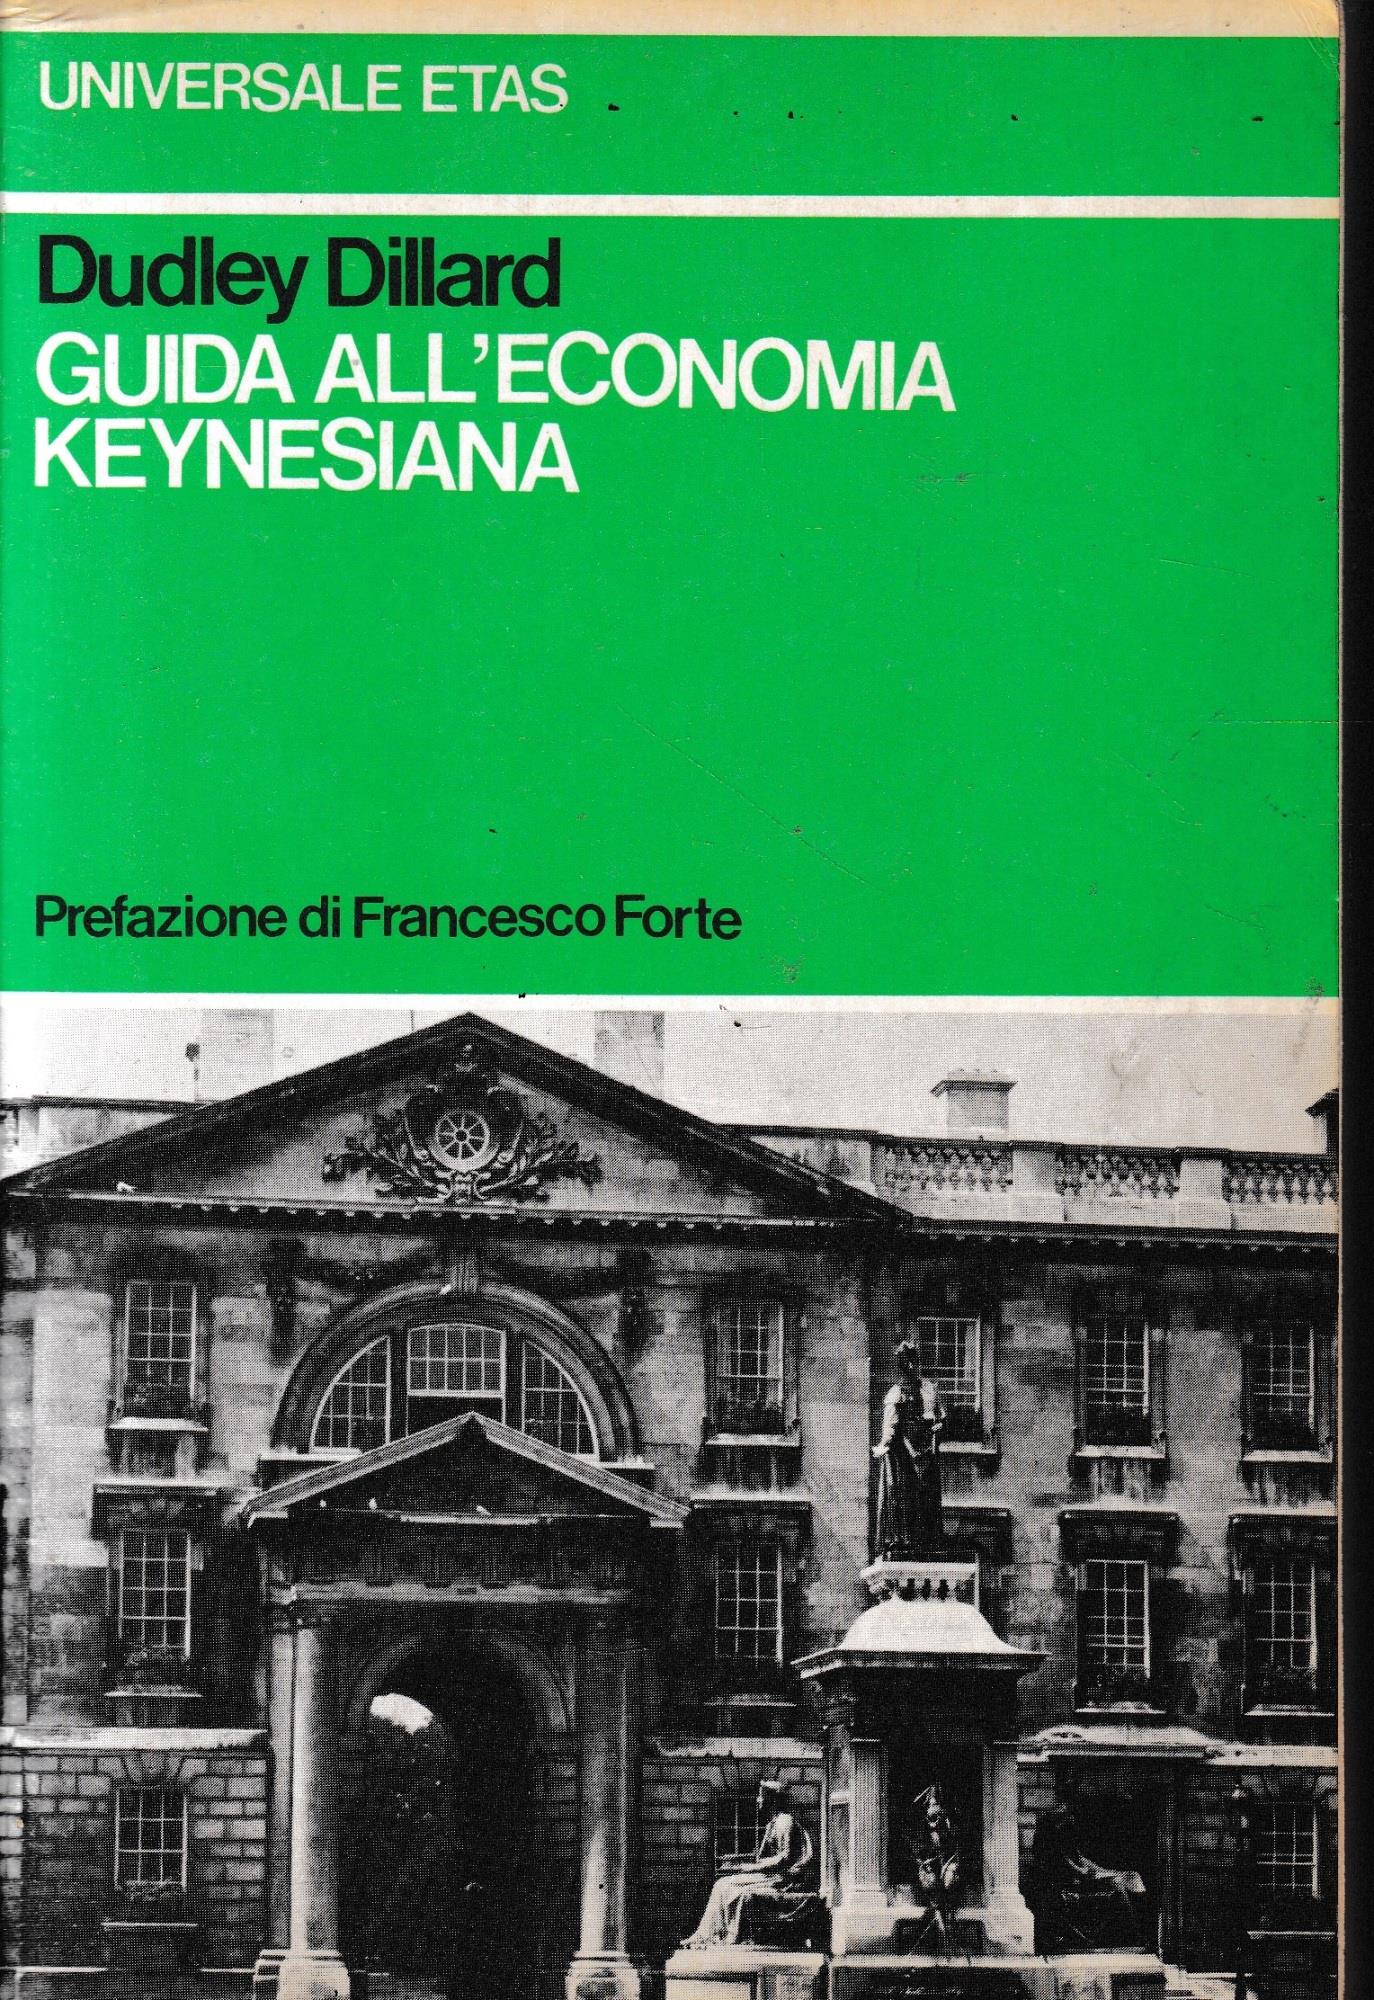 UNIVERSALE ETAS
Dudley Dillard
GUIDA ALL'ECONOMIA
KEYNESIANA
Prefazione di Francesco Forte